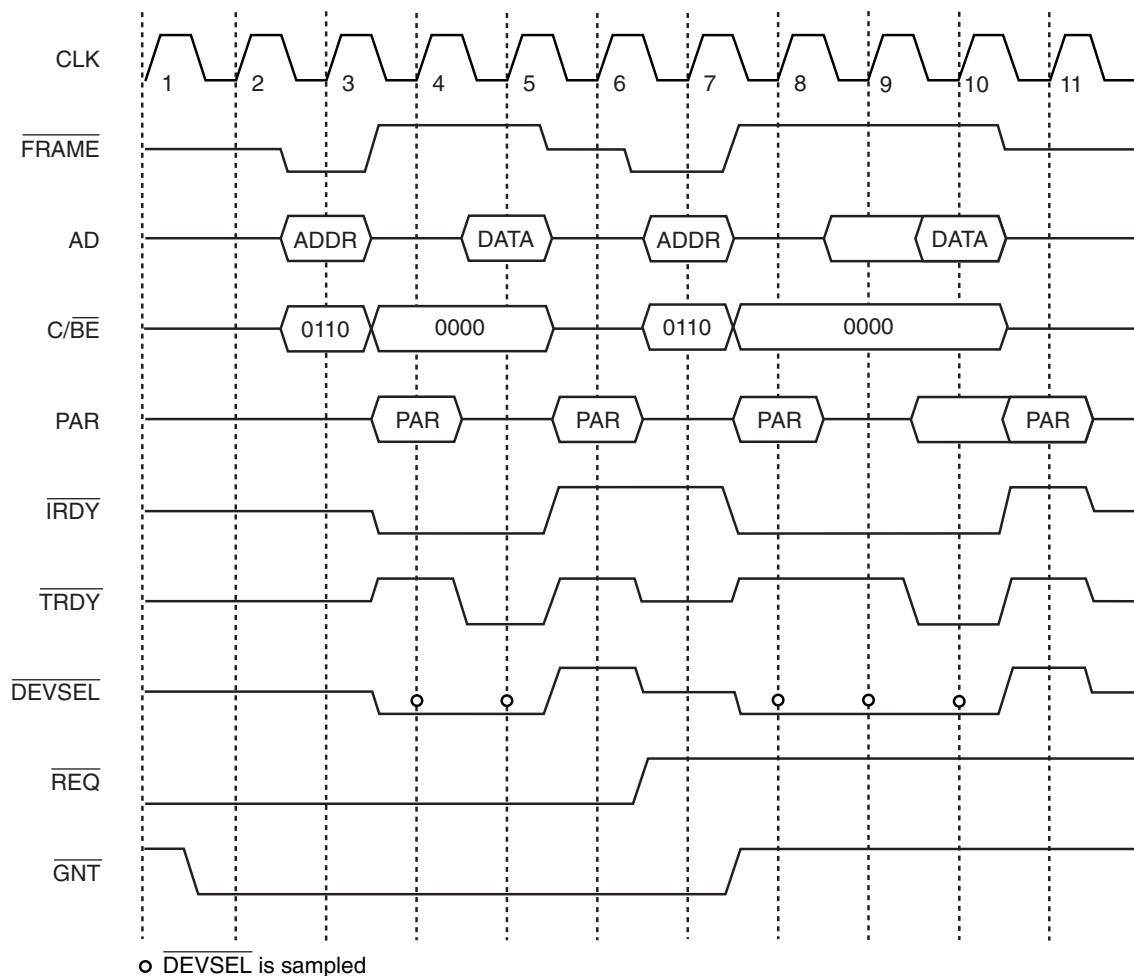 CLK
1 2 3 4 5 6 7 8 9 10 11
FRAME
AD
ADDR DATA ADDR DATA
C/BE
0110 0000 0110 0000
PAR
PAR PAR PAR PAR
IRDY
TRDY
DEVSEL
REQ
GNT
DEVSEL is sampled